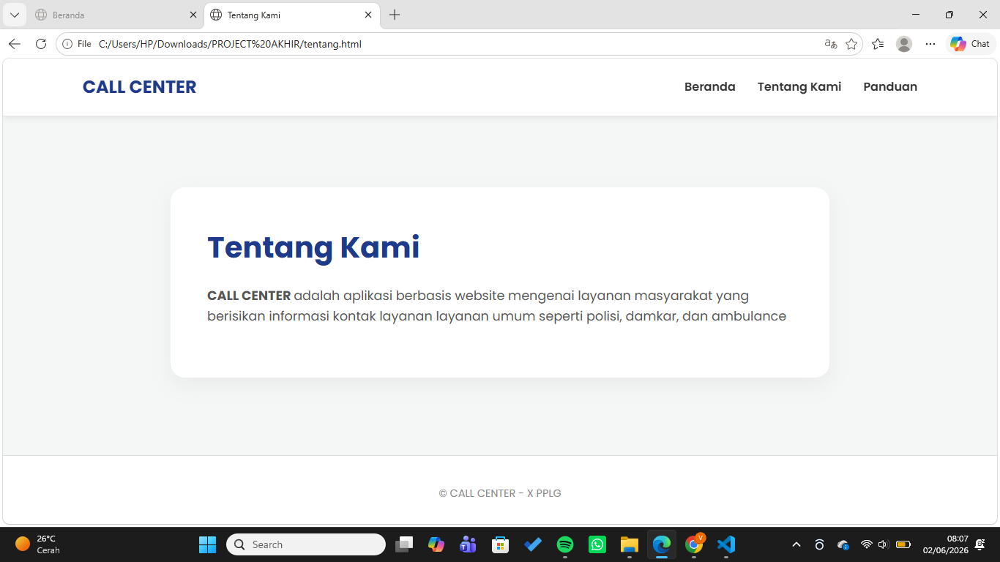 Beranda
Tentang Kami
File
C:/Users/HP/Downloads/PROJECT%20AKHIR/tentang.html
Chat
CALL CENTER
Beranda
Tentang Kami
Panduan
Tentang Kami
CALL CENTER adalah aplikasi berbasis website mengenai layanan masyarakat yang
berisikan informasi kontak layanan layanan umum seperti polisi, damkar, dan ambulance
© CALL CENTER - X PPLG
26°C
Cerah
Search
V
08:07
02/06/2026